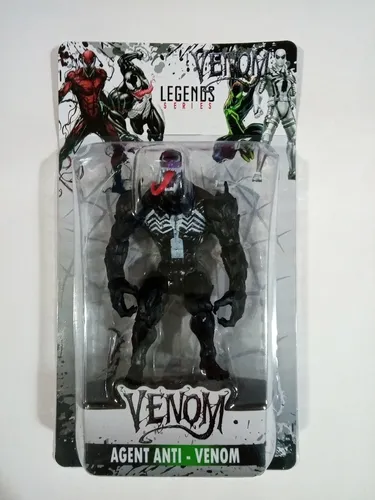 VENOM
LEGENDS
SERIES
VENOM
AGENT ANTI - VENOM